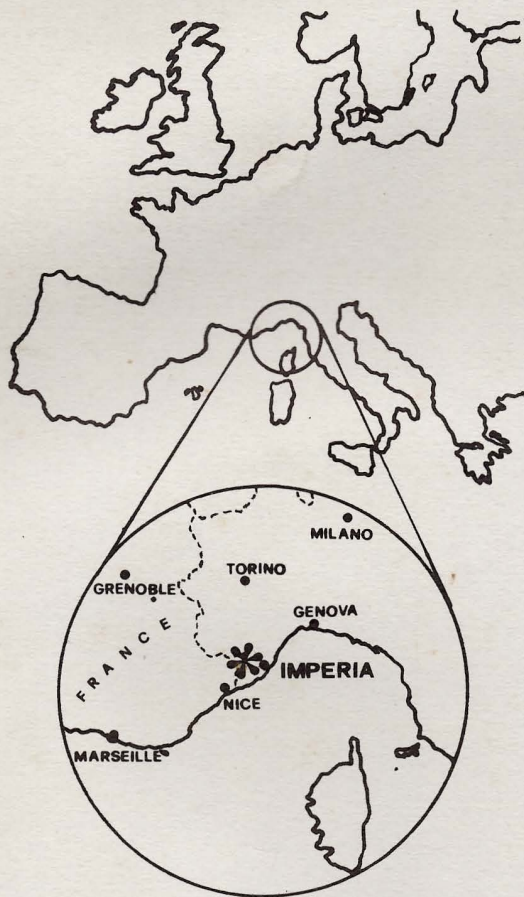 MILANO
TORINO
GRENOBLE
GENOVA
FRANCE
IMPERIA
NICE
MARSEILLE